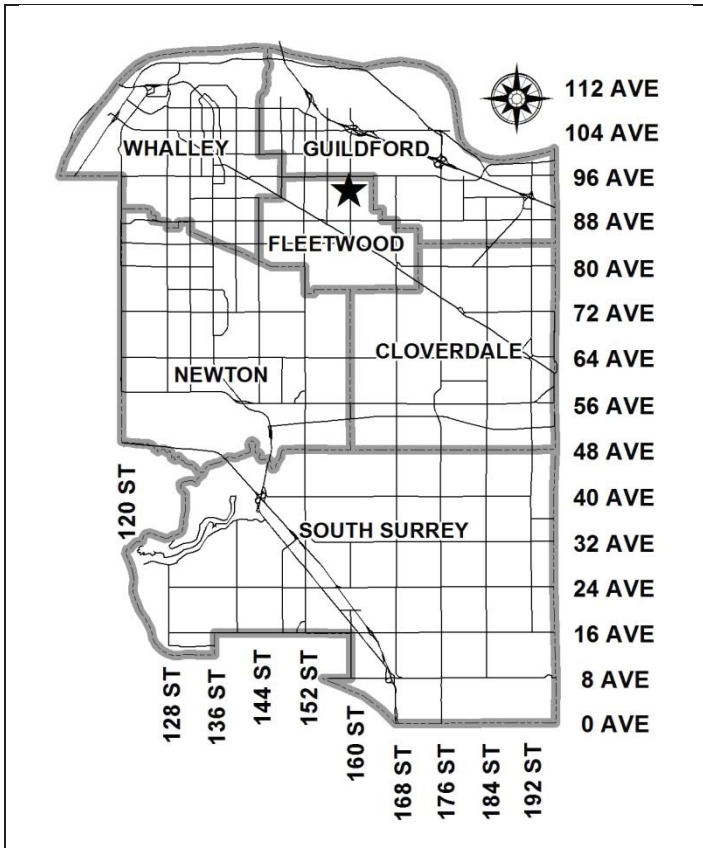 112 AVE
104 AVE
WHALLEY
GUILDFORD
96 AVE
88 AVE
FLEETWOOD
80 AVE
72 AVE
CLOVERDALE
64 AVE
NEWTON
56 AVE
48 AVE
120 ST
40 AVE
SOUTH SURREY
32 AVE
24 AVE
16 AVE
128 ST
136 ST
144 ST
152 ST
8 AVE
160 ST
0 AVE
168 ST
176 ST
184 ST
192 ST